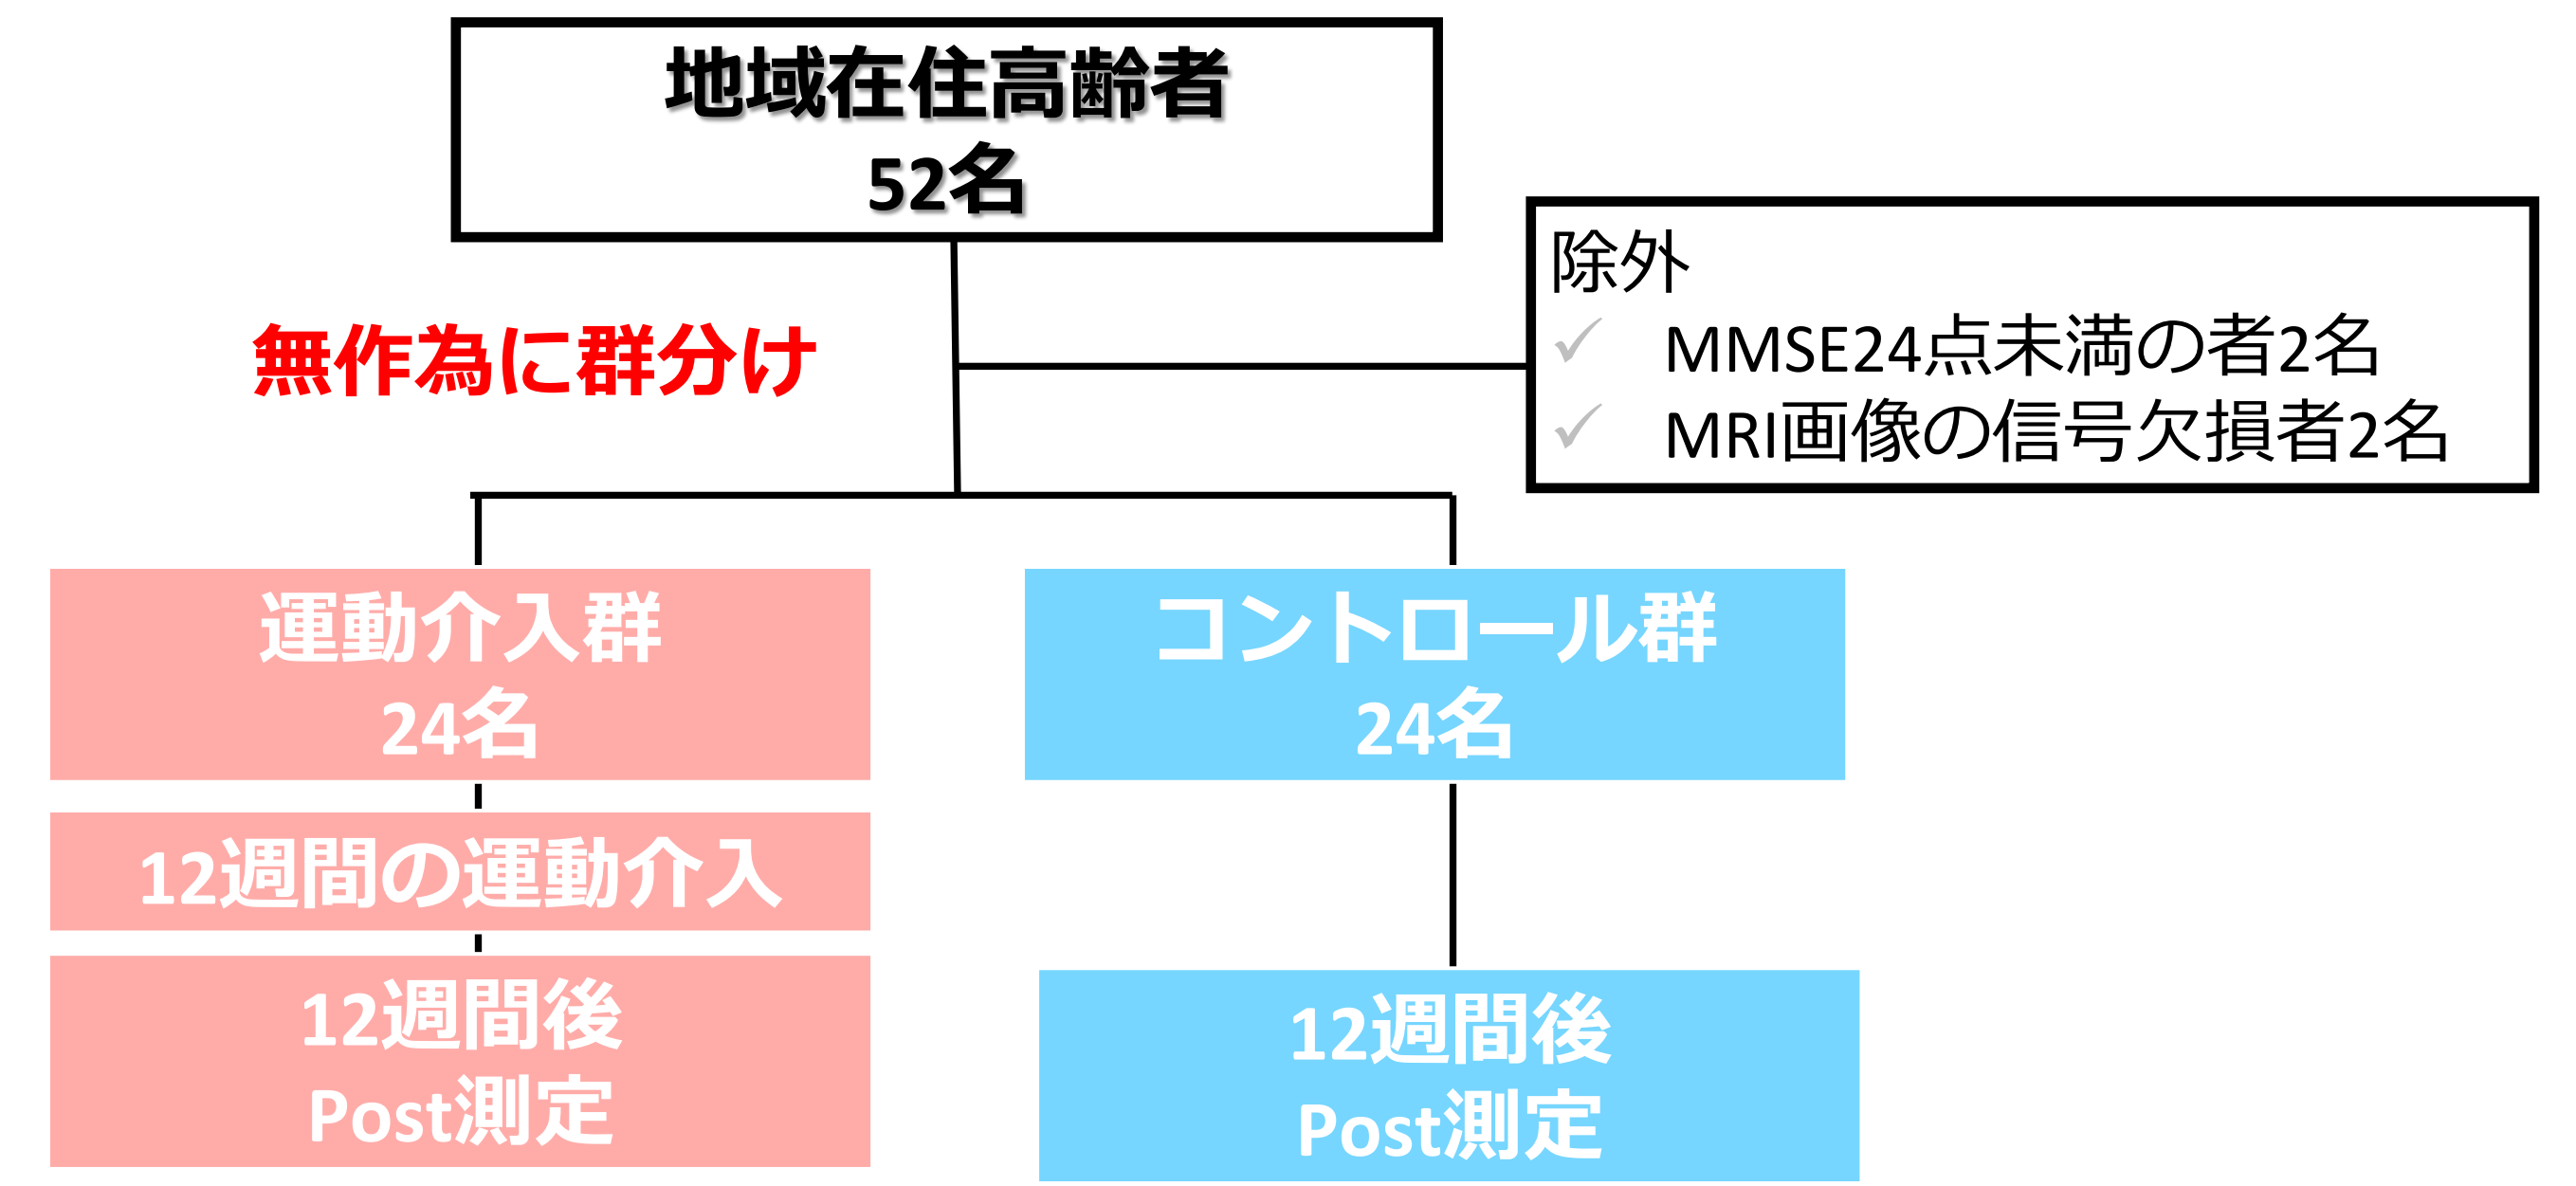 地域在住高齢者
52名
無作為に群分け
除外
✓ MMSE24点未満の者2名
✓ MRI画像の信号欠損者2名
運動介入群
24名
コントロール群
24名
12週間の運動介入
12週間後
Post測定
12週間後
Post測定